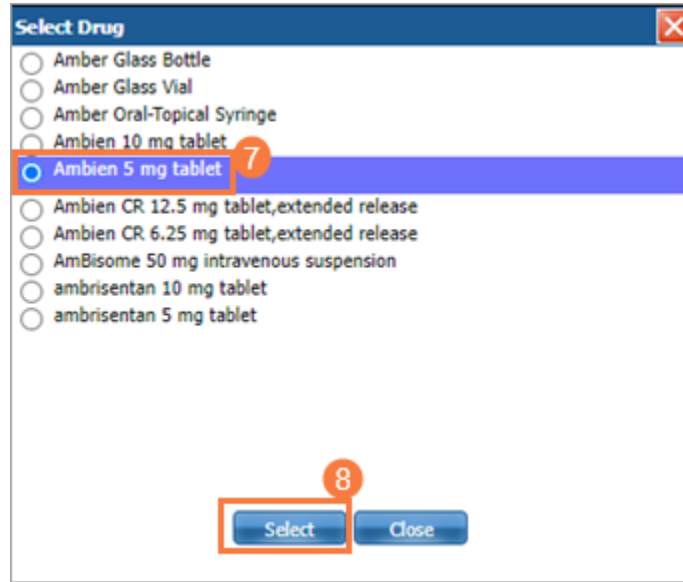 Select Drug
Amber Glass Bottle
Amber Glass Vial
Amber Oral-Topical Syringe
Ambien 10 mg tablet
7
Ambien 5 mg tablet
Ambien CR 12.5 mg tablet,extended release
Ambien CR 6.25 mg tablet,extended release
AmBisome 50 mg intravenous suspension
ambrisentan 10 mg tablet
ambrisentan 5 mg tablet
8
Select Close